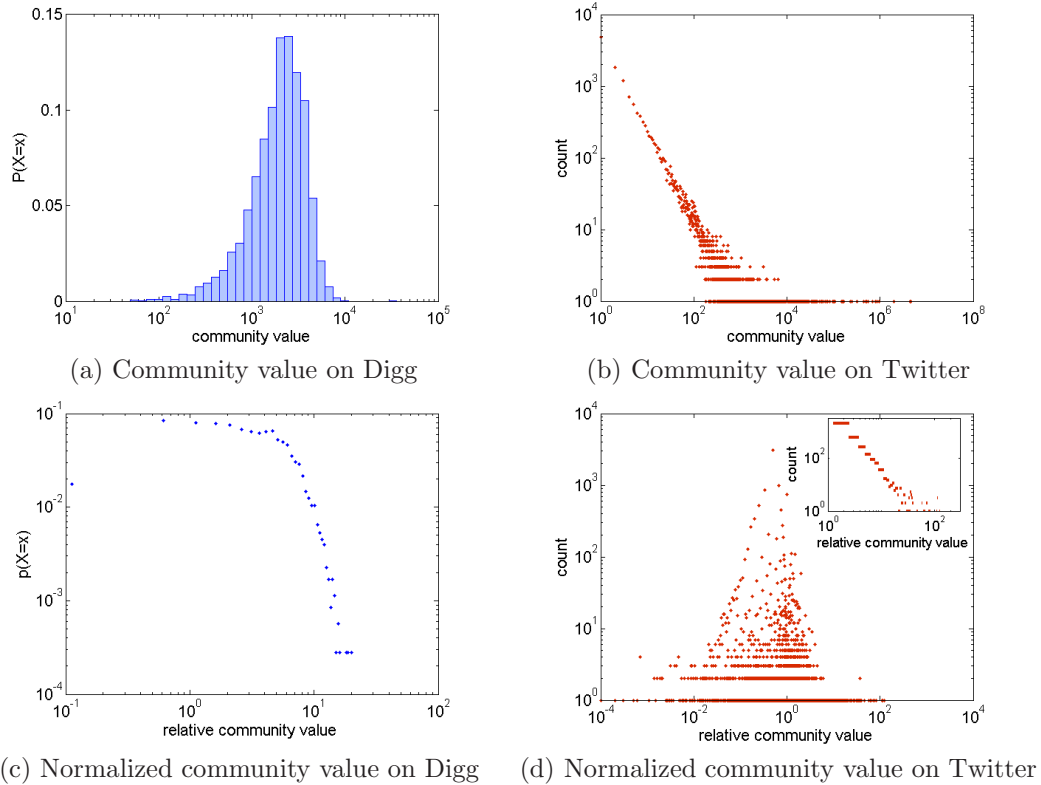 0.15
0.1
0.05
0
P(X=x)
10^1 10^2 10^3 10^4 10^5
community value
(a) Community value on Digg
10^4
10^3
10^2
10^1
10^0
count
10^0 10^2 10^4 10^6 10^8
community value
(b) Community value on Twitter
10^-1
10^-2
10^-3
10^-4
p(X=x)
10^-1 10^0 10^1 10^2
relative community value
(c) Normalized community value on Digg
10^4
10^3
10^2
10^1
10^0
count
10^-4 10^-2 10^0 10^2 10^4
relative community value
10^2
10^0
count
10^0 10^1 10^2
relative community value
(d) Normalized community value on Twitter